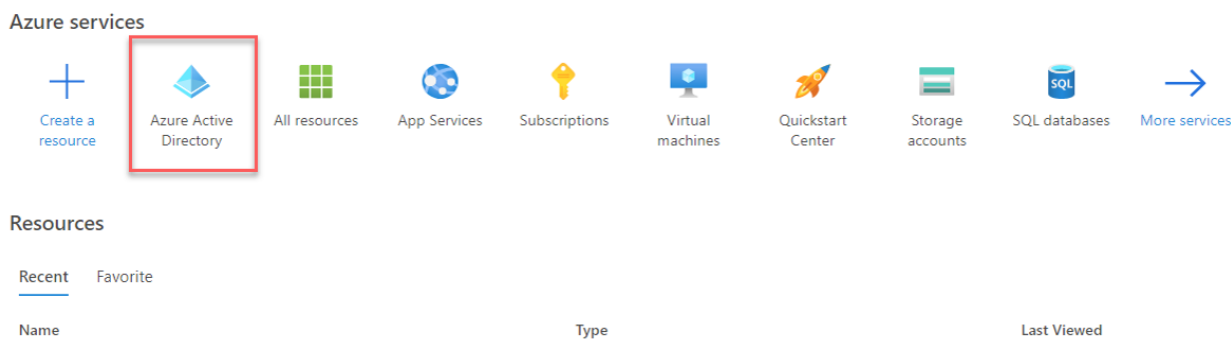 Azure services
Create a resource
Azure Active Directory
All resources
App Services
Subscriptions
Virtual machines
Quickstart Center
Storage accounts
SQL
SQL databases
More services
Resources
Recent Favorite
Name Type Last Viewed